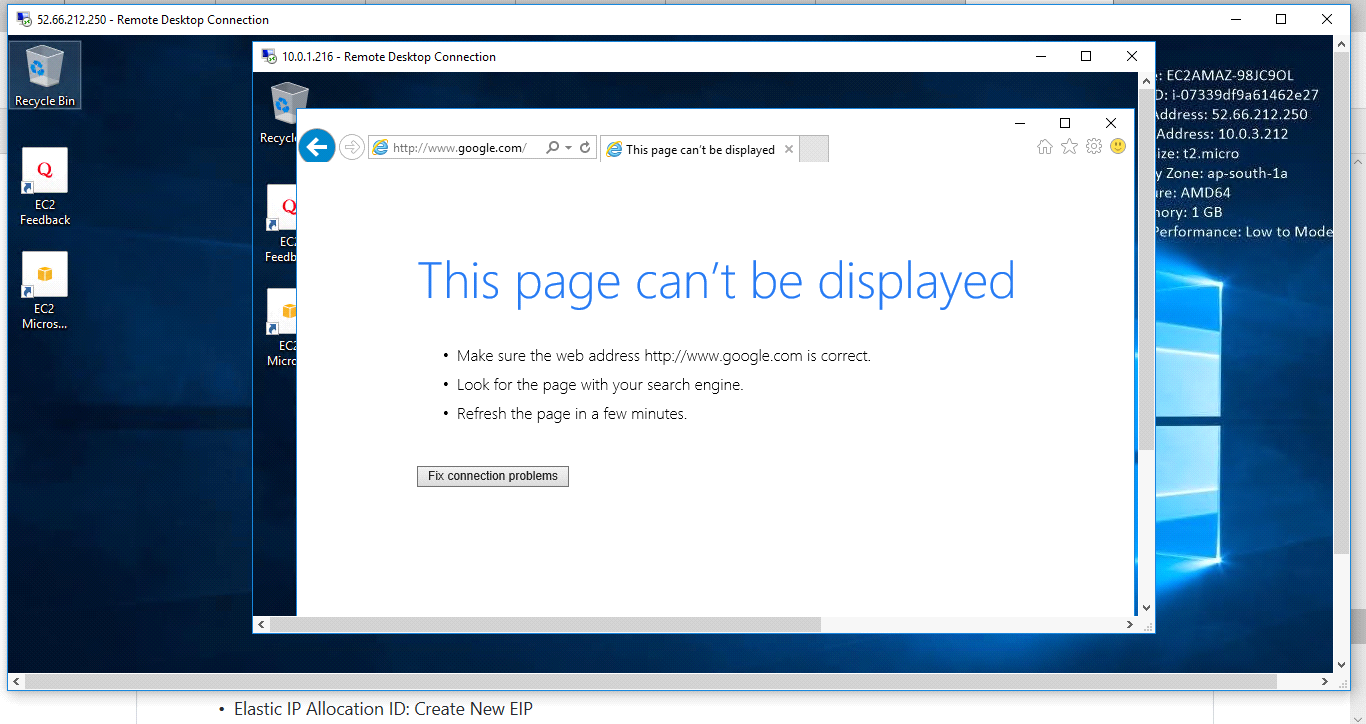 52.66.212.250 - Remote Desktop Connection
Recycle Bin
EC2
Feedback
EC2
Micros...
10.0.1.216 - Remote Desktop Connection
Recycle
EC2
Feedb
EC2
Micro
http://www.google.com/
This page can't be displayed
This page can't be displayed
• Make sure the web address http://www.google.com is correct.
• Look for the page with your search engine.
• Refresh the page in a few minutes.
Fix connection problems
e: EC2AMAZ-98JC9OL
D: i-07339df9a61462e27
Address: 52.66.212.250
Address: 10.0.3.212
ize: t2.micro
y Zone: ap-south-1a
ure: AMD64
mory: 1 GB
Performance: Low to Mode
• Elastic IP Allocation ID: Create New EIP